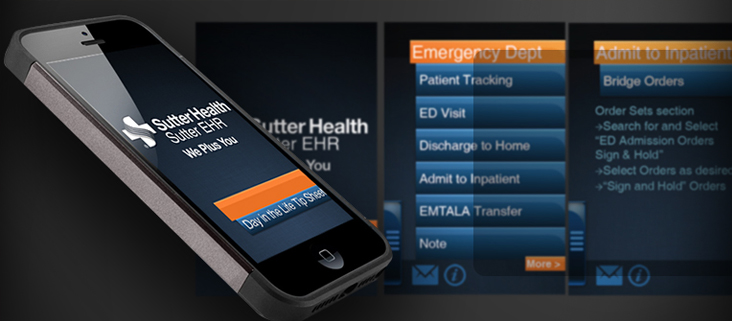 Sutter Health
Sutter EHR
We Plus You
Day in the Life Tip Sheet
Sutter Health
Sutter EHR
You
Emergency Dept
Patient Tracking
ED Visit
Discharge to Home
Admit to Inpatient
EMTALA Transfer
Note
More >
Admit to Inpatient
Bridge Orders
Order Sets section
→Search for and Select
"ED Admission Orders
Sign & Hold"
→Select Orders as desired
→"Sign and Hold" Orders